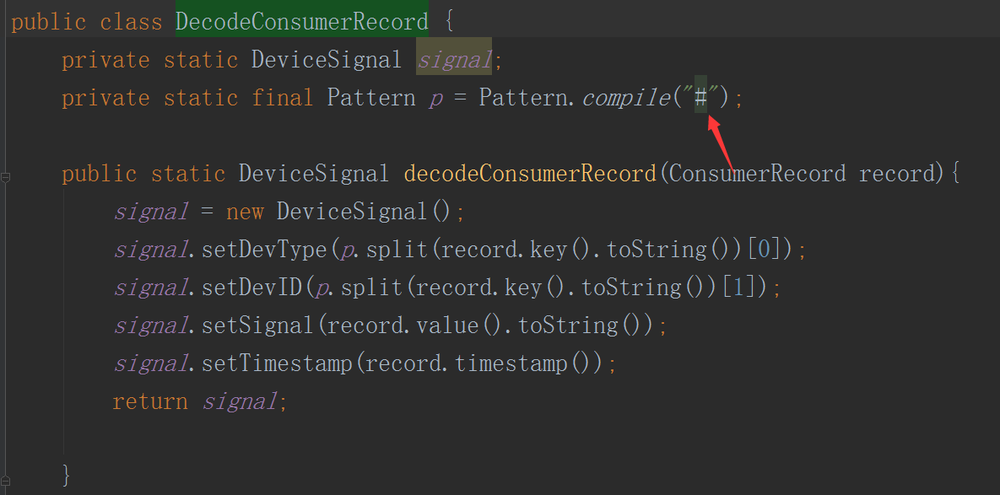 public class DecodeConsumerRecord {
    private static DeviceSignal signal;
    private static final Pattern p = Pattern.compile("#");
    public static DeviceSignal decodeConsumerRecord(ConsumerRecord record){
        signal = new DeviceSignal();
        signal.setDevType(p.split(record.key().toString())[0]);
        signal.setDevID(p.split(record.key().toString())[1]);
        signal.setSignal(record.value().toString());
        signal.setTimestamp(record.timestamp());
        return signal;
    }